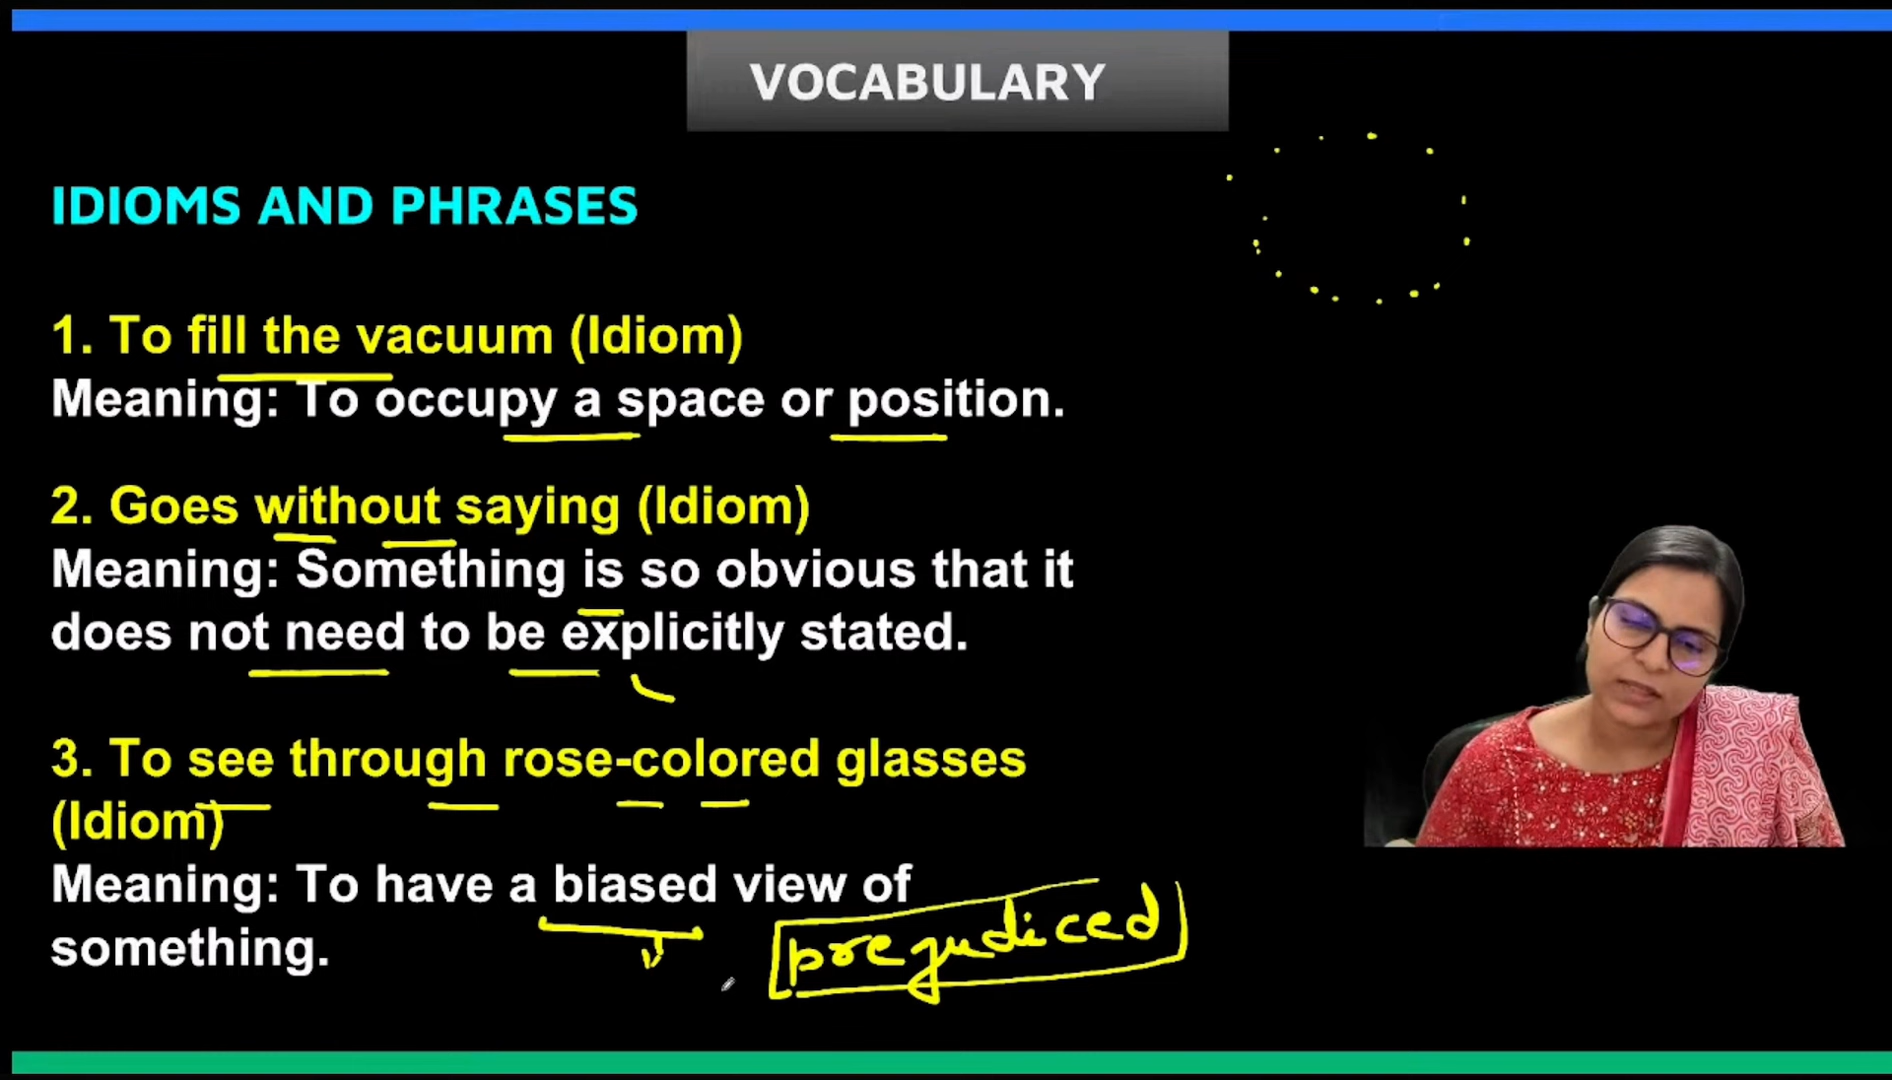 VOCABULARY
IDIOMS AND PHRASES
1. To fill the vacuum (Idiom)
Meaning: To occupy a space or position.
2. Goes without saying (Idiom)
Meaning: Something is so obvious that it
does not need to be explicitly stated.
3. To see through rose-colored glasses
(Idiom)
Meaning: To have a biased view of
something.
prejudiced